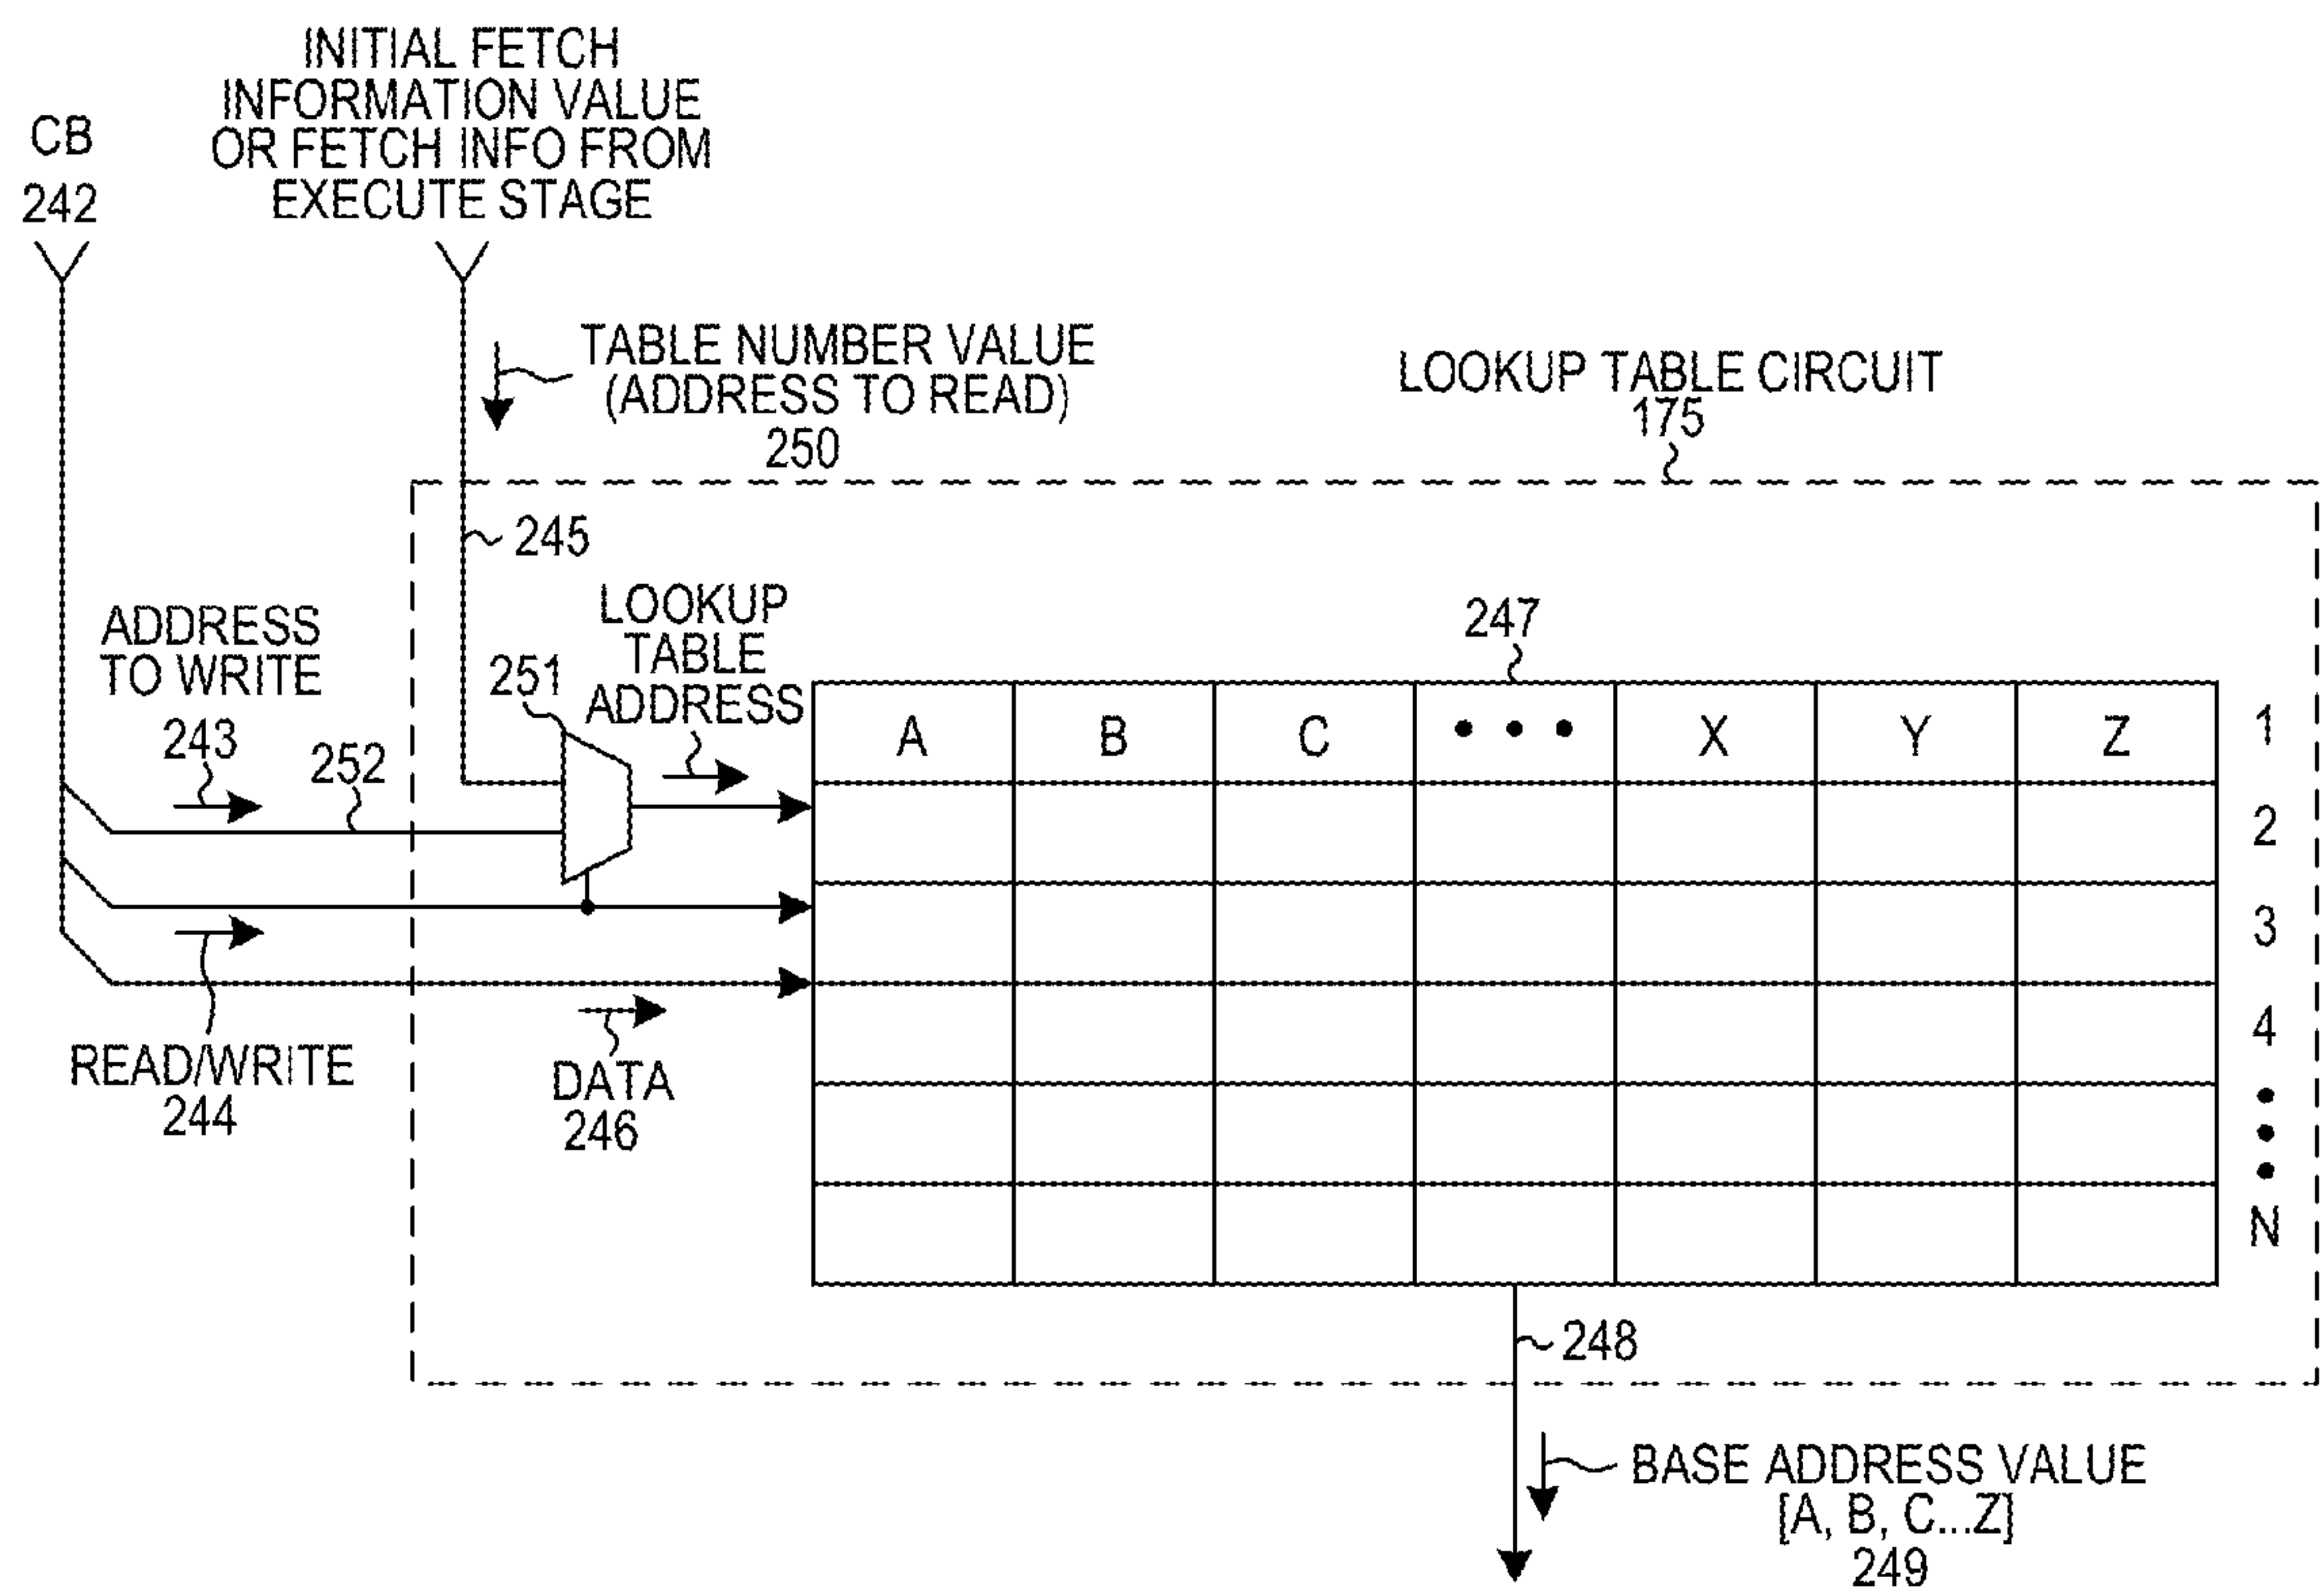 INITIAL FETCH
INFORMATION VALUE
OR FETCH INFO FROM
EXECUTE STAGE
CB
242
TABLE NUMBER VALUE
(ADDRESS TO READ)
250
LOOKUP TABLE CIRCUIT
175
245
ADDRESS
TO WRITE
243
252
251
LOOKUP
TABLE
ADDRESS
247
A B C • • • X Y Z 1
2
3
4
•
•
•
N
READ/WRITE
244
DATA
246
248
BASE ADDRESS VALUE
[A, B, C...Z]
249